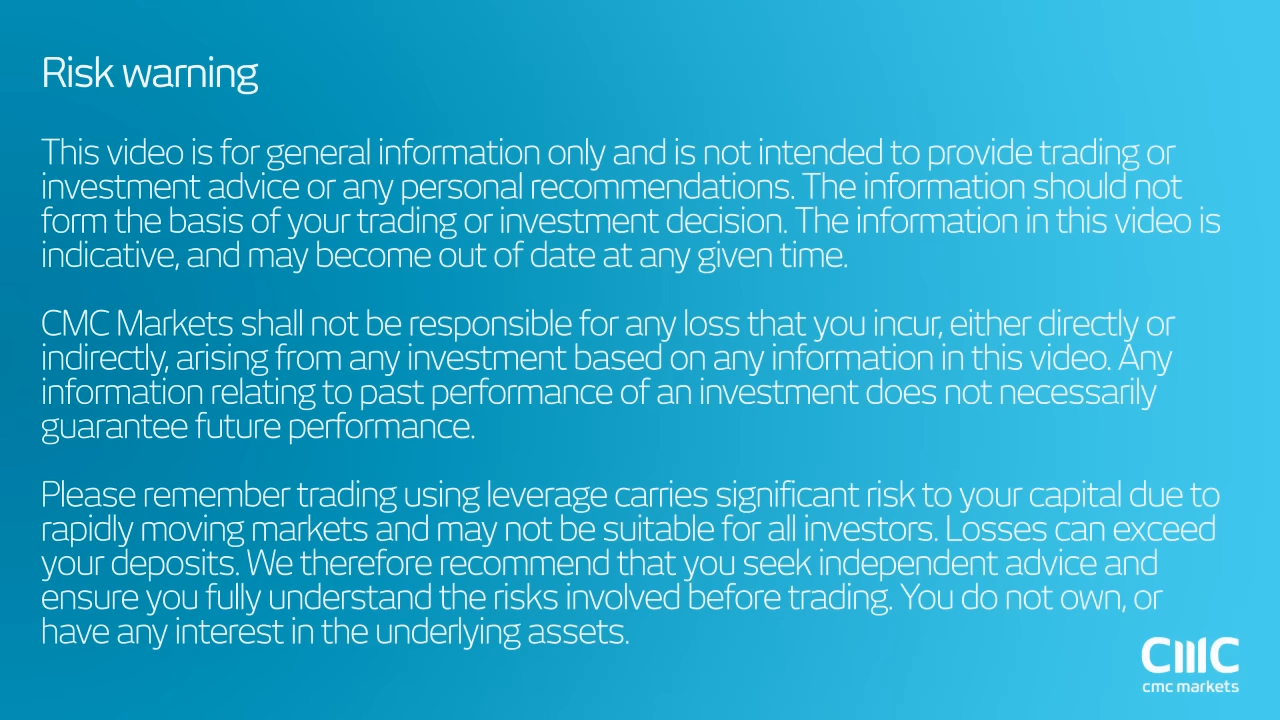 Risk warning
This video is for general information only and is not intended to provide trading or
investment advice or any personal recommendations. The information should not
form the basis of your trading or investment decision. The information in this video is
indicative, and may become out of date at any given time.
CMC Markets shall not be responsible for any loss that you incur, either directly or
indirectly, arising from any investment based on any information in this video. Any
information relating to past performance of an investment does not necessarily
guarantee future performance.
Please remember trading using leverage carries significant risk to your capital due to
rapidly moving markets and may not be suitable for all investors. Losses can exceed
your deposits. We therefore recommend that you seek independent advice and
ensure you fully understand the risks involved before trading. You do not own, or
have any interest in the underlying assets.
CMC
cmc markets